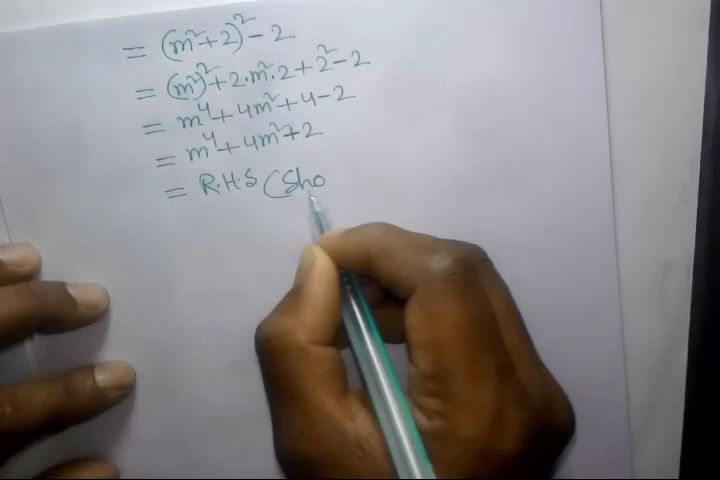 = (m²+2)² - 2
= (m²)² + 2·m²·2 + 2² - 2
= m⁴ + 4m² + 4 - 2
= m⁴ + 4m² + 2
= R.H.S (Sho